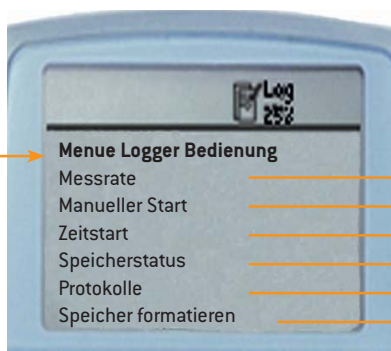 Log
25%
Menue Logger Bedienung
Messrate
Manueller Start
Zeitstart
Speicherstatus
Protokolle
Speicher formatieren